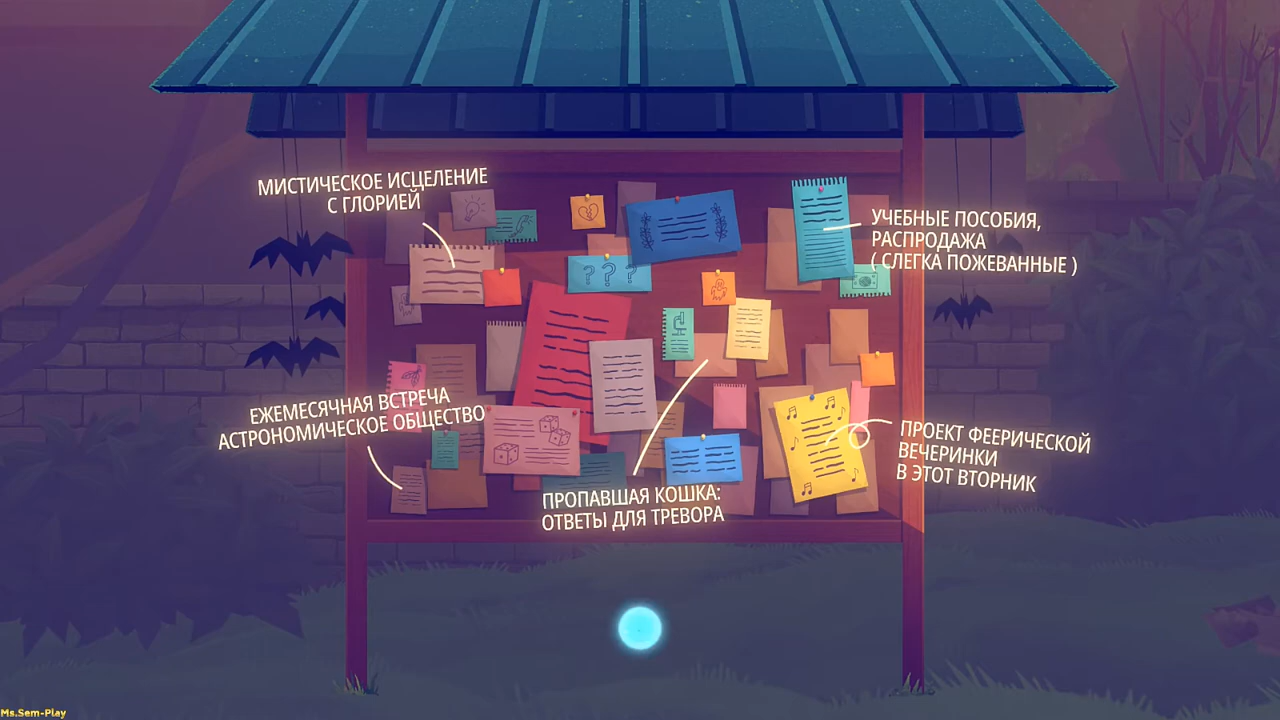 МИСТИЧЕСКОЕ ИСЦЕЛЕНИЕ
С ГЛОРИЕЙ
УЧЕБНЫЕ ПОСОБИЯ,
РАСПРОДАЖА
( СЛЕГКА ПОЖЕВАННЫЕ )
? ? ?
ЕЖЕМЕСЯЧНАЯ ВСТРЕЧА
АСТРОНОМИЧЕСКОЕ ОБЩЕСТВО
ПРОЕКТ ФЕЕРИЧЕСКОЙ
ВЕЧЕРИНКИ
В ЭТОТ ВТОРНИК
ПРОПАВШАЯ КОШКА:
ОТВЕТЫ ДЛЯ ТРЕВОРА
Ms.Sem-Play